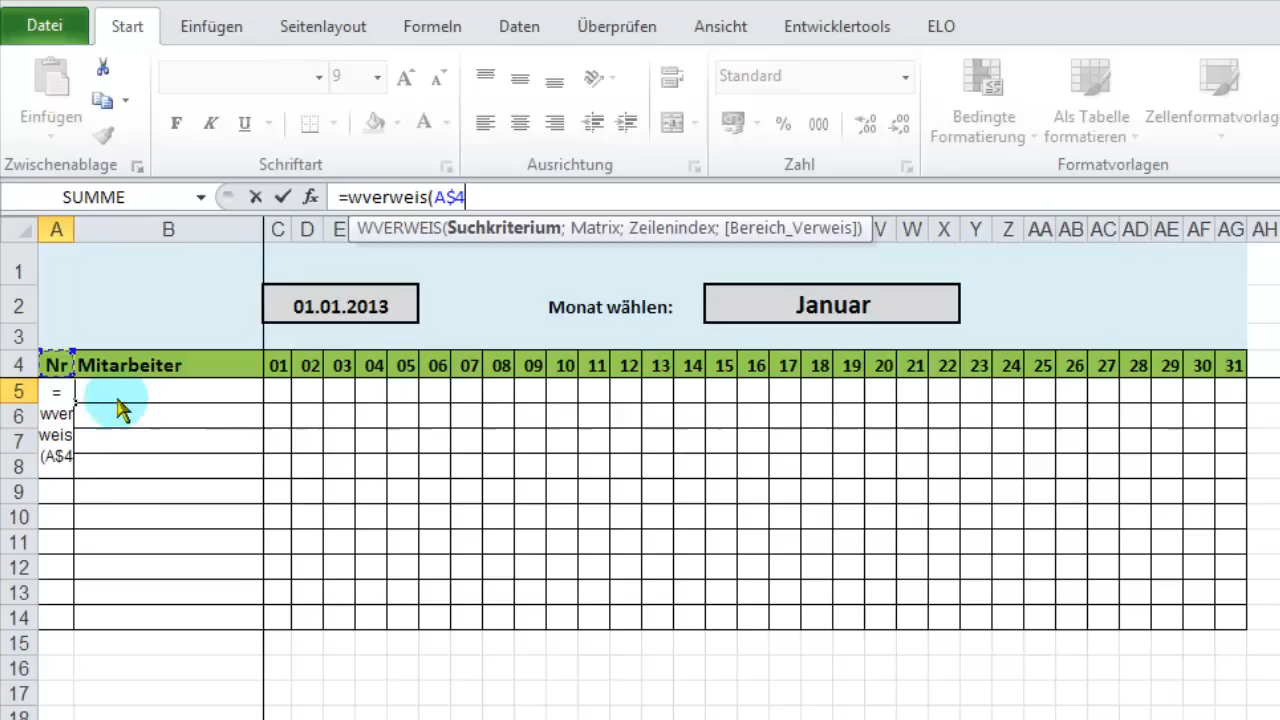 Datei Start Einfügen Seitenlayout Formeln Daten Überprüfen Ansicht Entwicklertools ELO
9 Standard
Einfügen F K U A % 000 Bedingte Formatierung Als Tabelle formatieren Zellenformatvorlag
Zwischenablage Schriftart Ausrichtung Zahl Formatvorlagen
SUMME fx =wverweis(A$4
WVERWEIS(Suchkriterium; Matrix; Zeilenindex; [Bereich_Verweis])
A B C D E V W X Y Z AA AB AC AD AE AF AG AH
1
2 01.01.2013 Monat wählen: Januar
3
4 Nr Mitarbeiter 01 02 03 04 05 06 07 08 09 10 11 12 13 14 15 16 17 18 19 20 21 22 23 24 25 26 27 28 29 30 31
5 =
6 wver
7 weis
8 (A$4
9
10
11
12
13
14
15
16
17
18